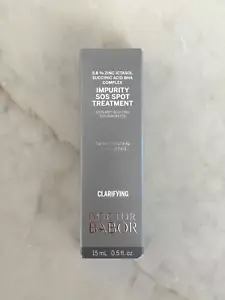 0.8 % ZINC ICTASOL
SUCCINIC ACID BHA
COMPLEX
IMPURITY
SOS SPOT
TREATMENT
CLARIFYING
DOCTOR
BABOR
15 mL 0.5 fl. oz